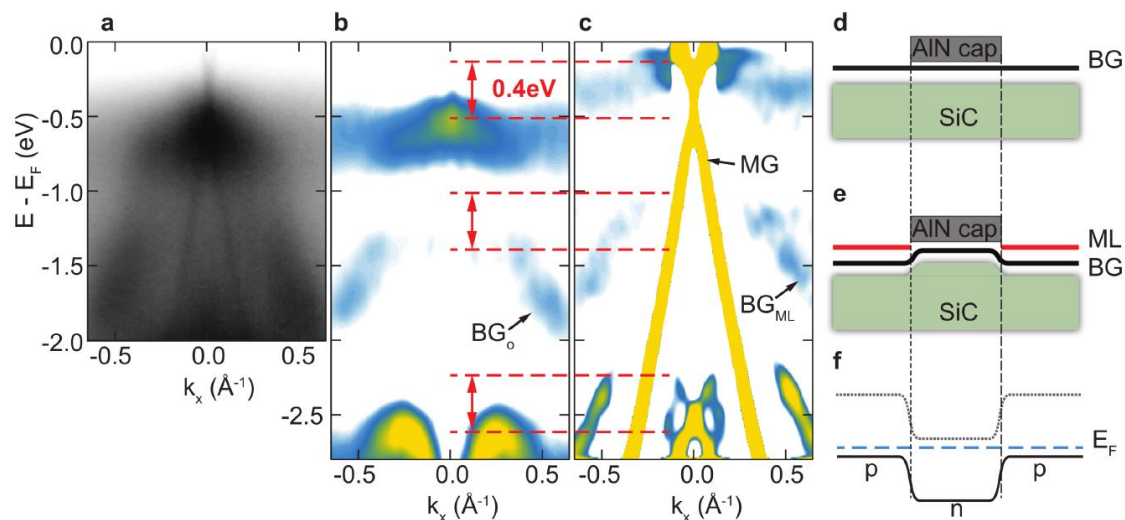 a
b
c
d
0.0
-0.5
-1.0
-1.5
-2.0
-2.5
E - E_F (eV)
-0.5 0.0 0.5
k_x (Å⁻¹)
0.4eV
BG_o
-0.5 0.0 0.5
k_x (Å⁻¹)
MG
BG_ML
-0.5 0.0 0.5
k_x (Å⁻¹)
AlN cap
BG
SiC
e
AlN cap
ML
BG
SiC
f
E_F
p
p
n